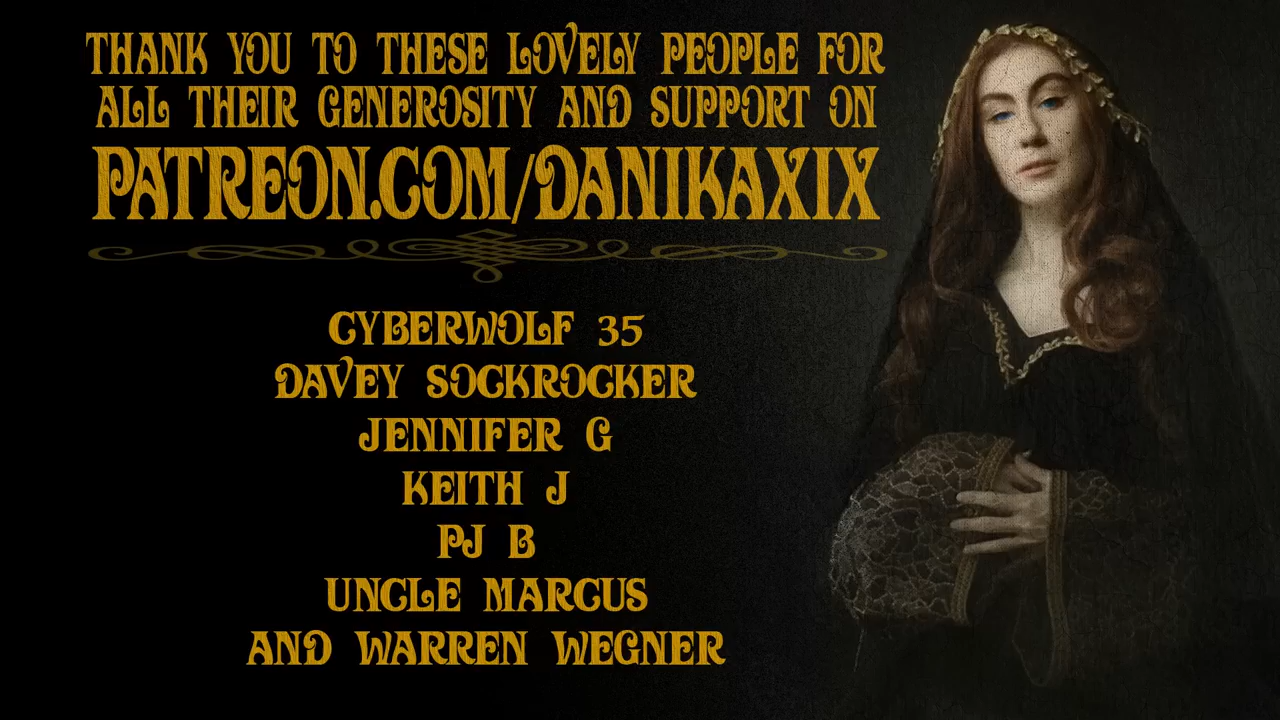 THANK YOU TO THESE LOVELY PEOPLE FOR
ALL THEIR GENEROSITY AND SUPPORT ON
PATREON.COM/DANIKAXIX
CYBERWOLF 35
DAVEY SOCKROCKER
JENNIFER G
KEITH J
PJ B
UNCLE MARCUS
AND WARREN WEGNER